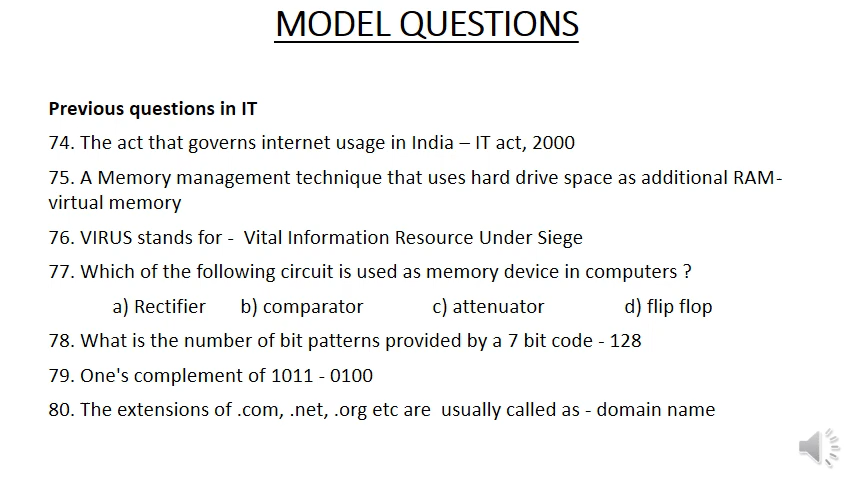 MODEL QUESTIONS
Previous questions in IT
74. The act that governs internet usage in India – IT act, 2000
75. A Memory management technique that uses hard drive space as additional RAM-
virtual memory
76. VIRUS stands for - Vital Information Resource Under Siege
77. Which of the following circuit is used as memory device in computers ?
a) Rectifier b) comparator c) attenuator d) flip flop
78. What is the number of bit patterns provided by a 7 bit code - 128
79. One's complement of 1011 - 0100
80. The extensions of .com, .net, .org etc are usually called as - domain name